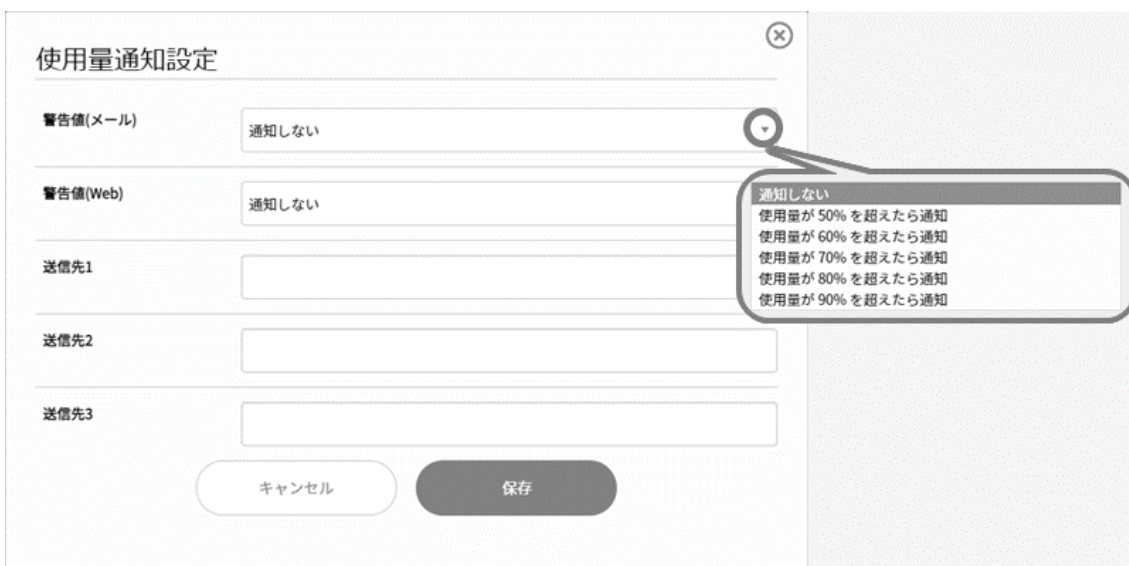 使用量通知設定
警告値(メール)
通知しない
警告値(Web)
通知しない
通知しない
使用量が 50% を超えたら通知
使用量が 60% を超えたら通知
使用量が 70% を超えたら通知
使用量が 80% を超えたら通知
使用量が 90% を超えたら通知
送信先1
送信先2
送信先3
キャンセル
保存